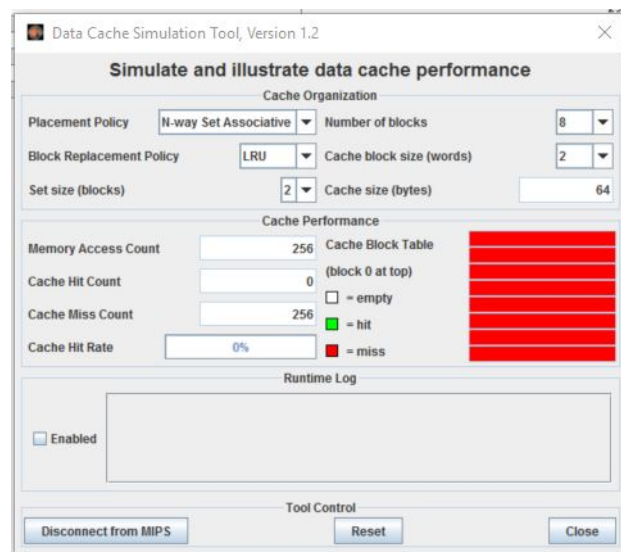 Data Cache Simulation Tool, Version 1.2
Simulate and illustrate data cache performance
Cache Organization
Placement Policy N-way Set Associative Number of blocks 8
Block Replacement Policy LRU Cache block size (words) 2
Set size (blocks) 2 Cache size (bytes) 64
Cache Performance
Memory Access Count 256 Cache Block Table
(block 0 at top)
Cache Hit Count 0
= empty
Cache Miss Count 256
= hit
Cache Hit Rate 0% = miss
Runtime Log
Enabled
Tool Control
Disconnect from MIPS Reset Close